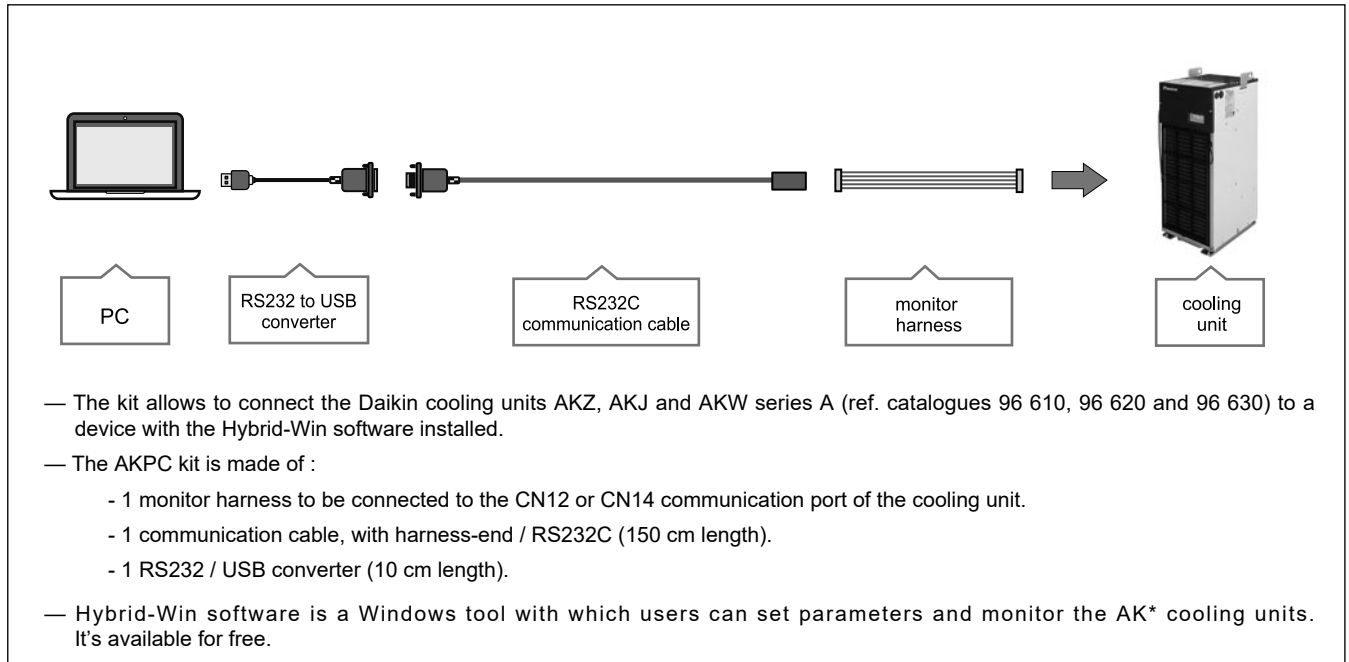 PC
RS232 to USB
converter
RS232C
communication cable
monitor
harness
cooling
unit
— The kit allows to connect the Daikin cooling units AKZ, AKJ and AKW series A (ref. catalogues 96 610, 96 620 and 96 630) to a
device with the Hybrid-Win software installed.
— The AKPC kit is made of :
- 1 monitor harness to be connected to the CN12 or CN14 communication port of the cooling unit.
- 1 communication cable, with harness-end / RS232C (150 cm length).
- 1 RS232 / USB converter (10 cm length).
— Hybrid-Win software is a Windows tool with which users can set parameters and monitor the AK* cooling units.
It's available for free.